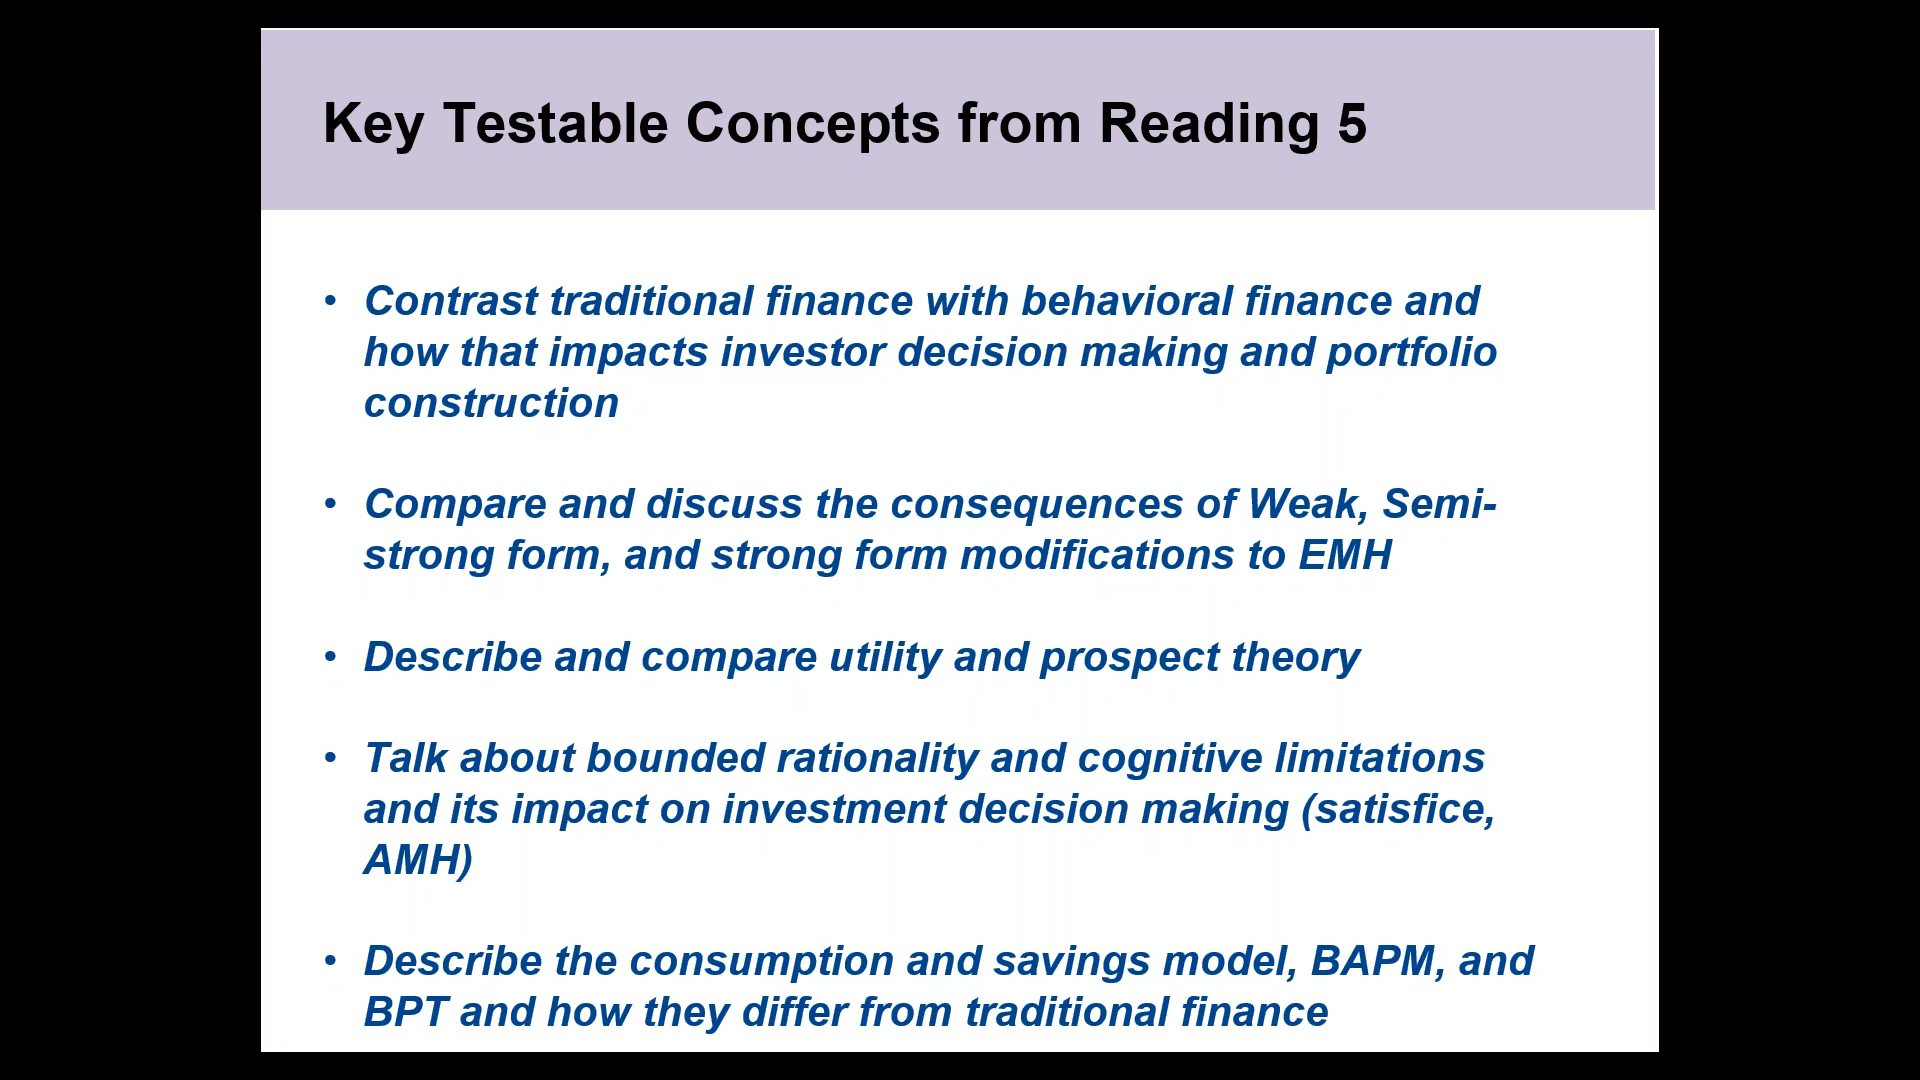 Key Testable Concepts from Reading 5
• Contrast traditional finance with behavioral finance and
how that impacts investor decision making and portfolio
construction
• Compare and discuss the consequences of Weak, Semi-
strong form, and strong form modifications to EMH
• Describe and compare utility and prospect theory
• Talk about bounded rationality and cognitive limitations
and its impact on investment decision making (satisfice,
AMH)
• Describe the consumption and savings model, BAPM, and
BPT and how they differ from traditional finance